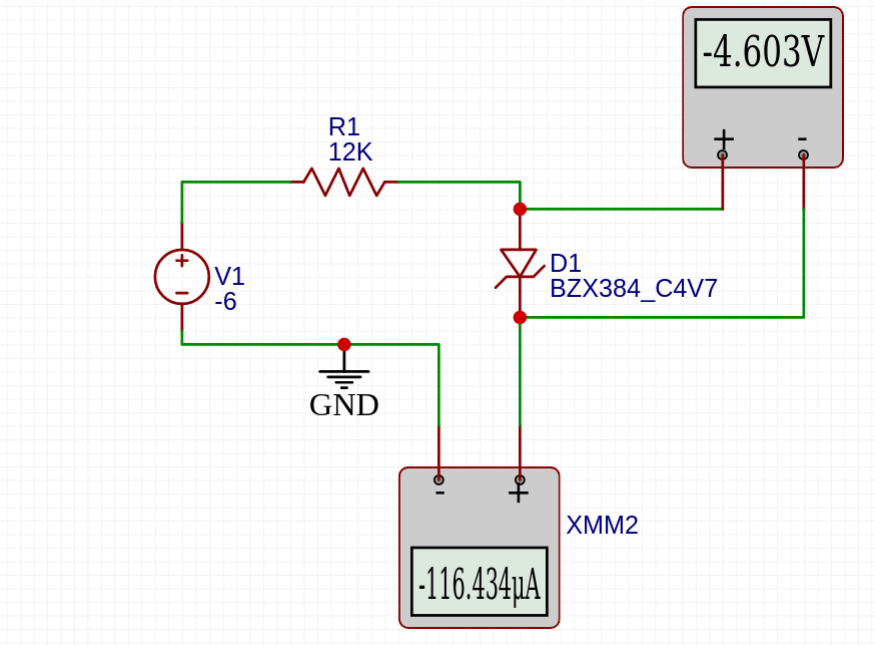 -4.603V
+ -
R1
12K
+
V1
−
-6
D1
BZX384_C4V7
GND
- +
XMM2
-116.434µA